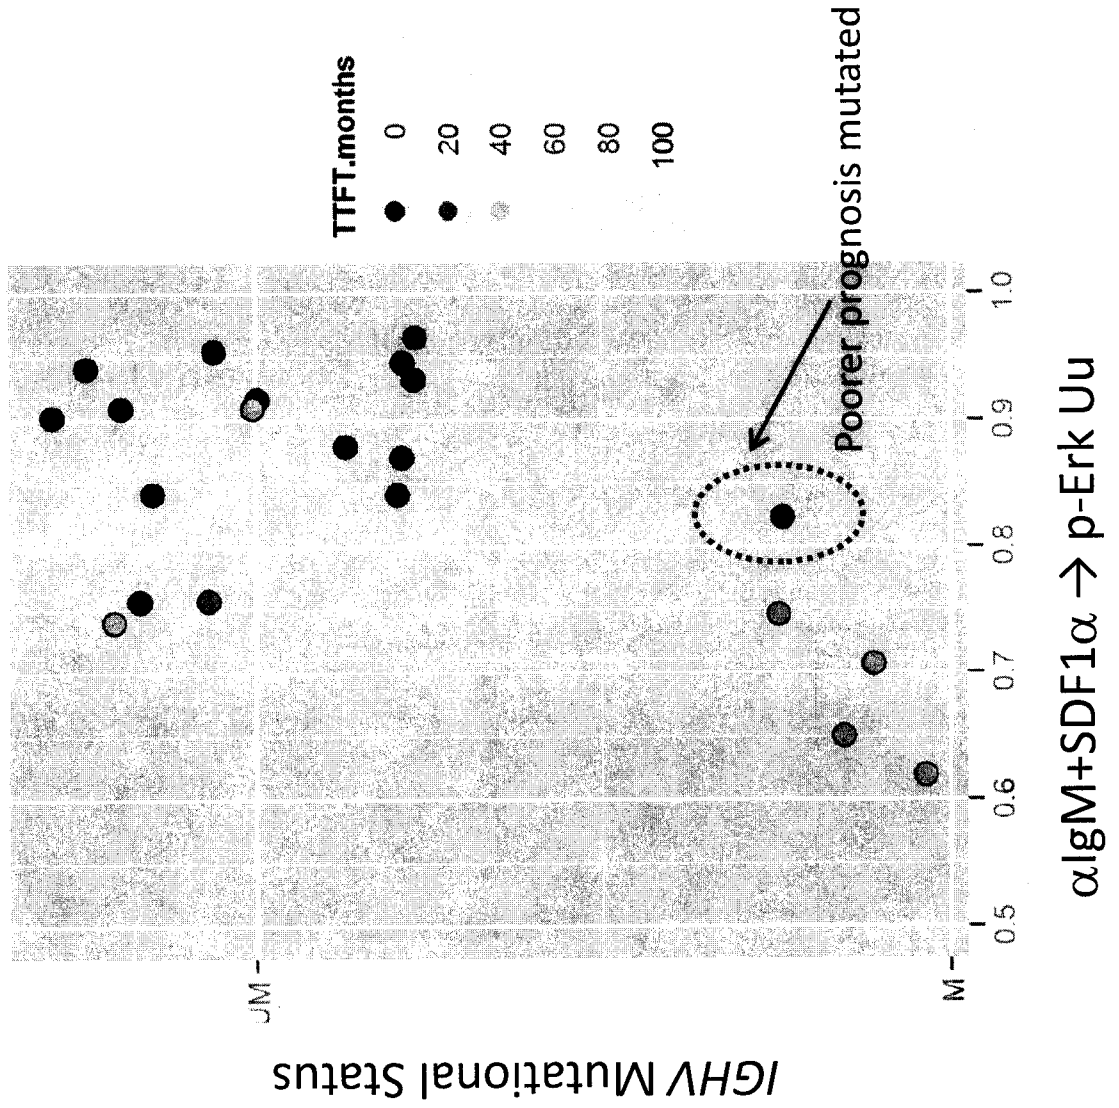 IGHV Mutational Status
UM
M
0.5
0.6
0.7
0.8
0.9
1.0
αIgM+SDF1α → p-Erk Uu
Poorer prognosis mutated
TTFT.months
0
20
40
60
80
100